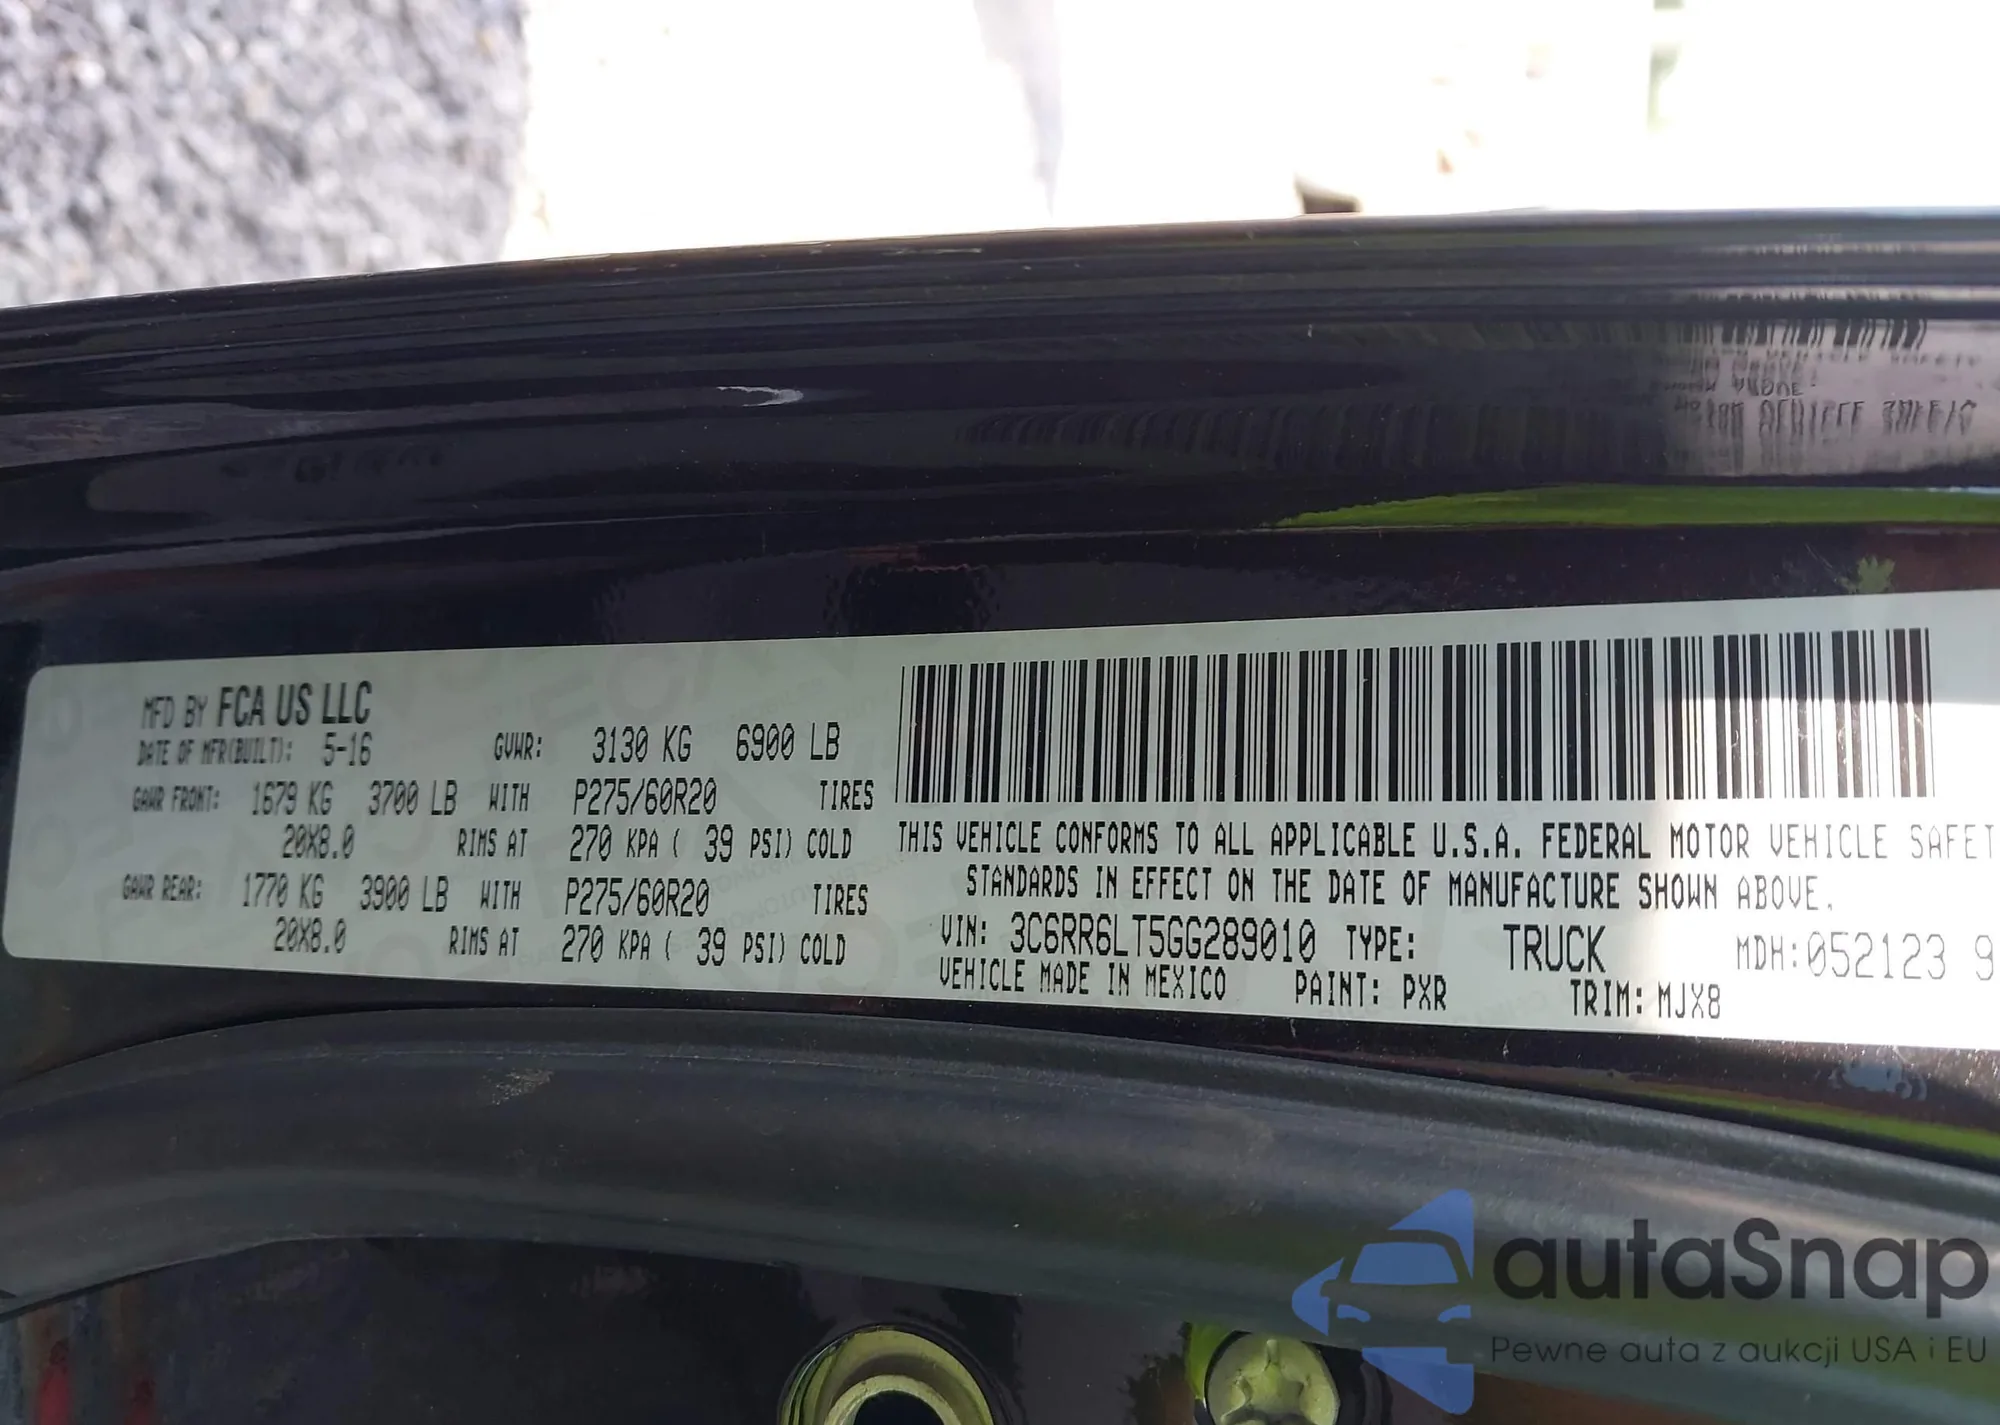 MFD BY FCA US LLC
DATE OF MFR(BUILT): 5-16 GVWR: 3130 KG 6900 LB
GAWR FRONT: 1679 KG 3700 LB WITH P275/60R20 TIRES
20X8.0 RIMS AT 270 KPA ( 39 PSI) COLD
GAWR REAR: 1770 KG 3900 LB WITH P275/60R20 TIRES
20X8.0 RIMS AT 270 KPA ( 39 PSI) COLD
THIS VEHICLE CONFORMS TO ALL APPLICABLE U.S.A. FEDERAL MOTOR VEHICLE SAFET
STANDARDS IN EFFECT ON THE DATE OF MANUFACTURE SHOWN ABOVE.
VIN: 3C6RR6LT5GG289010 TYPE: TRUCK MDH:052123 9
VEHICLE MADE IN MEXICO PAINT: PXR TRIM: MJX8
autaSnap
Pewne auta z aukcji USA i EU